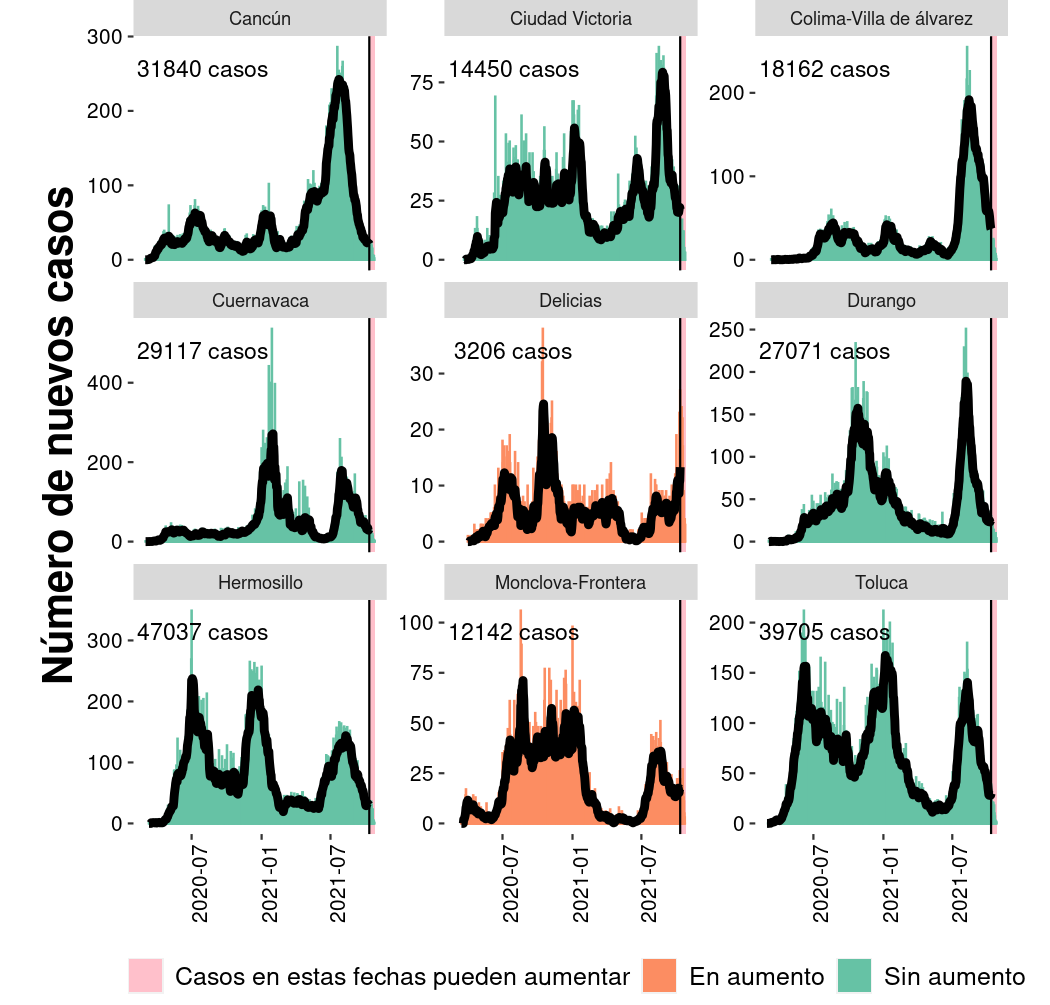 Número de nuevos casos
Cancún
300
200
100
0
31840 casos
Ciudad Victoria
75
50
25
0
14450 casos
Colima-Villa de álvarez
200
100
0
18162 casos
Cuernavaca
400
200
0
29117 casos
Delicias
30
20
10
0
3206 casos
Durango
250
200
150
100
50
0
27071 casos
Hermosillo
300
200
100
0
47037 casos
Monclova-Frontera
100
75
50
25
0
12142 casos
Toluca
200
150
100
50
0
39705 casos
2020-07
2021-01
2021-07
2020-07
2021-01
2021-07
2020-07
2021-01
2021-07
Casos en estas fechas pueden aumentar
En aumento
Sin aumento